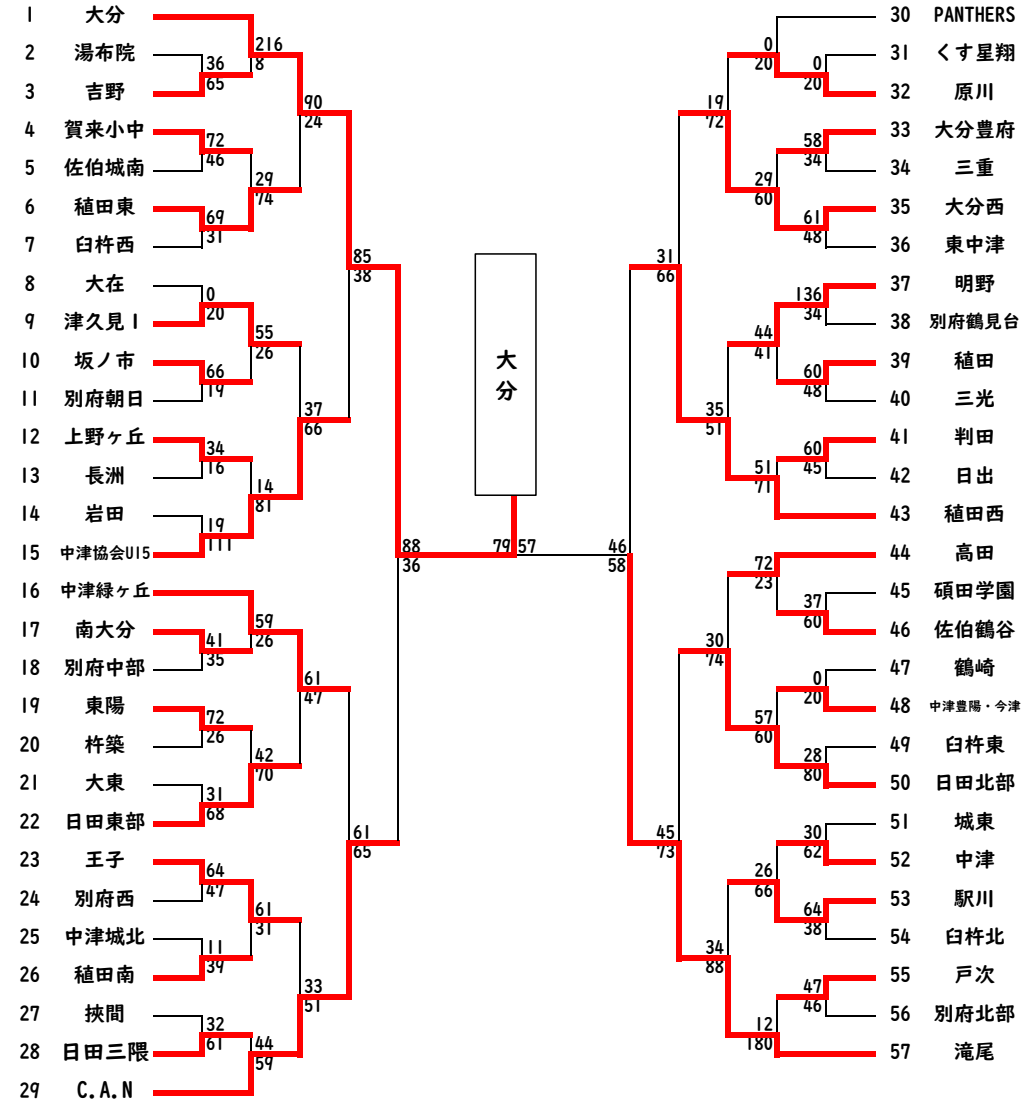 1 大分
2 湯布院
3 吉野
4 賀来小中
5 佐伯城南
6 稙田東
7 臼杵西
8 大在
9 津久見Ⅰ
10 坂ノ市
11 別府朝日
12 上野ヶ丘
13 長洲
14 岩田
15 中津協会U15
16 中津緑ヶ丘
17 南大分
18 別府中部
19 東陽
20 杵築
21 大東
22 日田東部
23 王子
24 別府西
25 中津城北
26 稙田南
27 挾間
28 日田三隈
29 C.A.N
216
8
36
65
72
46
69
31
29
74
90
24
0
20
66
19
55
26
34
16
19
111
14
81
37
66
85
38
41
35
59
26
72
26
31
68
42
70
61
47
64
47
11
39
61
31
32
61
44
59
33
51
61
65
88
36
大分
79 57
46
58
0
20
0
20
58
34
61
48
29
60
19
72
136
34
60
48
44
41
60
45
51
71
35
51
31
66
37
60
72
23
0
20
28
80
57
60
30
74
30
62
64
38
26
66
47
46
12
180
34
88
45
73
30 PANTHERS
31 くす星翔
32 原川
33 大分豊府
34 三重
35 大分西
36 東中津
37 明野
38 別府鶴見台
39 稙田
40 三光
41 判田
42 日出
43 稙田西
44 高田
45 碩田学園
46 佐伯鶴谷
47 鶴崎
48 中津豊陽・今津
49 臼杵東
50 日田北部
51 城東
52 中津
53 駅川
54 臼杵北
55 戸次
56 別府北部
57 滝尾